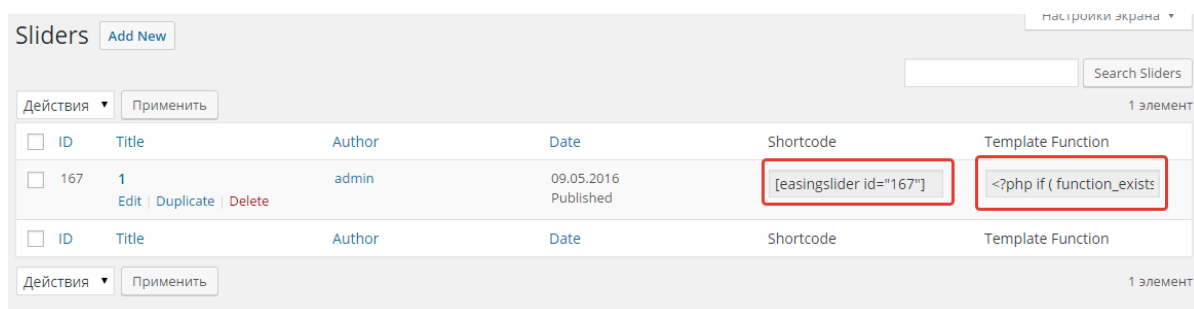 Настройки экрана ▼
Sliders Add New
Search Sliders
Действия ▼ Применить 1 элемент
ID Title Author Date Shortcode Template Function
167 1 admin 09.05.2016 [easingslider id="167"] <?php if ( function_exists
Edit | Duplicate | Delete Published
ID Title Author Date Shortcode Template Function
Действия ▼ Применить 1 элемент